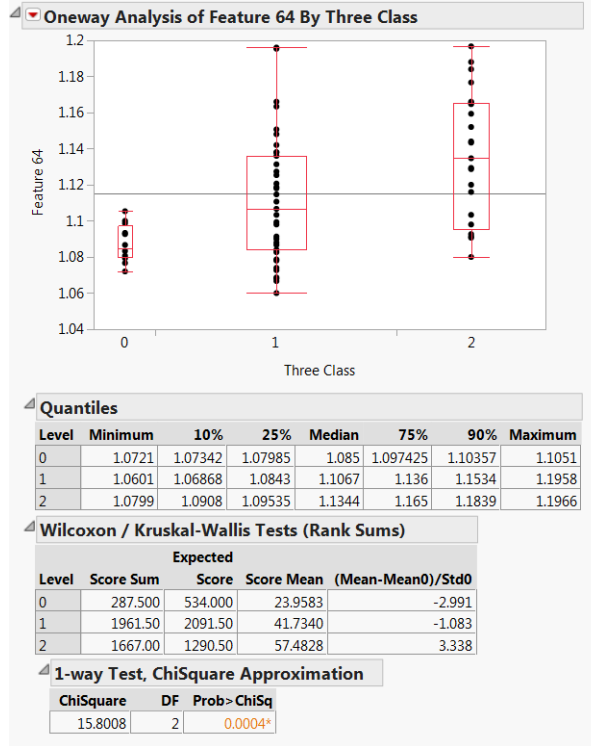 Oneway Analysis of Feature 64 By Three Class
1.2
1.18
1.16
1.14
1.12
1.1
1.08
1.06
1.04
Feature 64
0 1 2
Three Class
Quantiles
Level Minimum 10% 25% Median 75% 90% Maximum
0 1.0721 1.07342 1.07985 1.085 1.097425 1.10357 1.1051
1 1.0601 1.06868 1.0843 1.1067 1.136 1.1534 1.1958
2 1.0799 1.0908 1.09535 1.1344 1.165 1.1839 1.1966
Wilcoxon / Kruskal-Wallis Tests (Rank Sums)
Expected
Level Score Sum Score Score Mean (Mean-Mean0)/Std0
0 287.500 534.000 23.9583 -2.991
1 1961.50 2091.50 41.7340 -1.083
2 1667.00 1290.50 57.4828 3.338
1-way Test, ChiSquare Approximation
ChiSquare DF Prob>ChiSq
15.8008 2 0.0004*